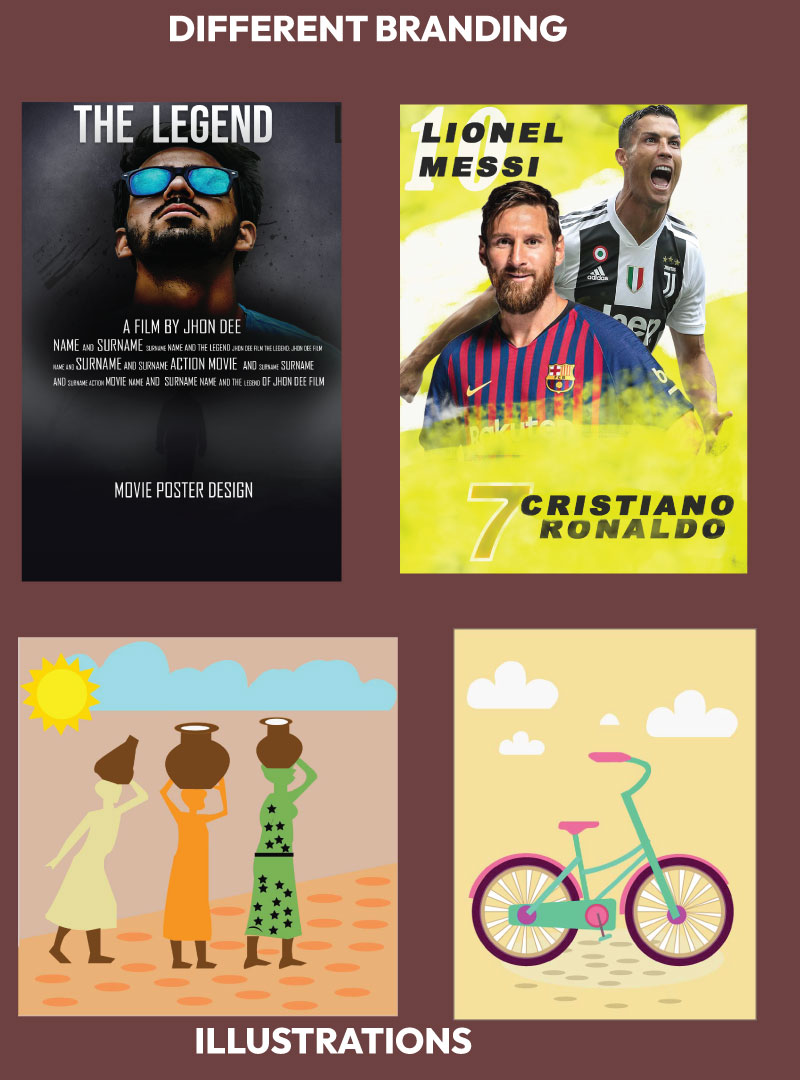 DIFFERENT BRANDING
THE LEGEND
A FILM BY JHON DEE
NAME AND SURNAME SURNAME NAME AND THE LEGEND JHON DEE FILM THE LEGEND. JHON DEE FILM
NAME AND SURNAME AND SURNAME ACTION MOVIE AND SURNAME SURNAME
AND SURNAME ACTION MOVIE NAME AND SURNAME NAME AND THE LEGEND OF JHON DEE FILM
MOVIE POSTER DESIGN
10
LIONEL
MESSI
adidas
Jeep
Rakuten
7
CRISTIANO
RONALDO
ILLUSTRATIONS